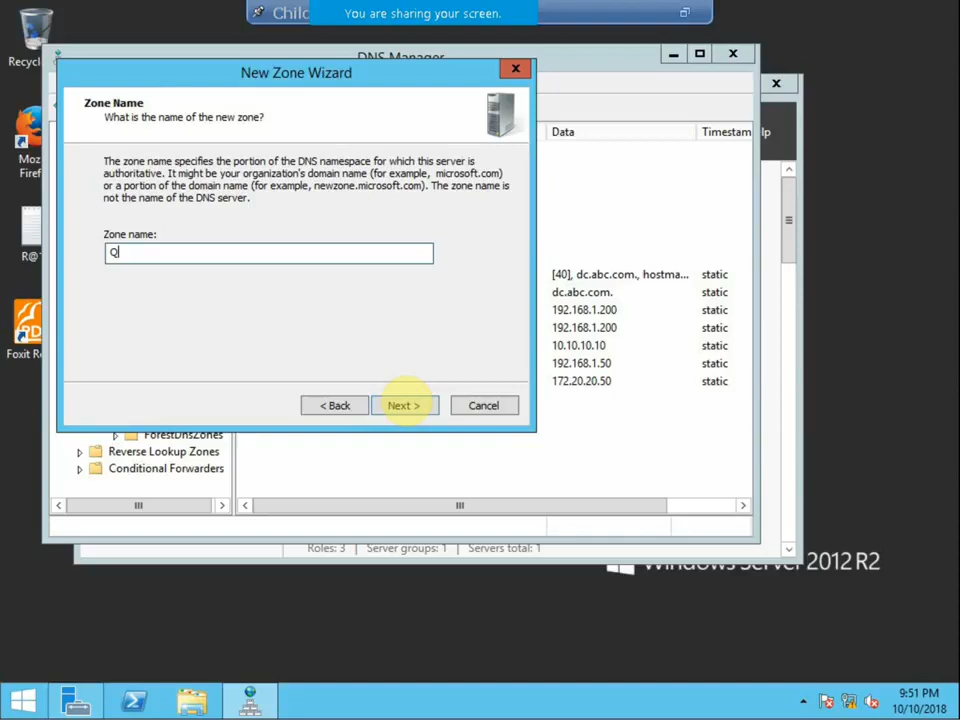 Child
You are sharing your screen.
Recycle
DNS Manager
New Zone Wizard
Zone Name
What is the name of the new zone?
Data
Timestam
lp
The zone name specifies the portion of the DNS namespace for which this server is
authoritative. It might be your organization's domain name (for example, microsoft.com)
or a portion of the domain name (for example, newzone.microsoft.com). The zone name is
not the name of the DNS server.
Moz
Firef
Zone name:
Q
R@
[40], dc.abc.com., hostma... static
dc.abc.com. static
192.168.1.200 static
192.168.1.200 static
10.10.10.10 static
192.168.1.50 static
172.20.20.50 static
PD
Foxit Re
< Back
Next >
Cancel
ForestDnsZones
Reverse Lookup Zones
Conditional Forwarders
Roles: 3 | Server groups: 1 | Servers total: 1
Windows Server 2012 R2
9:51 PM
10/10/2018